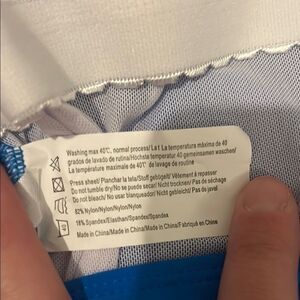 Washing max 40℃, normal process/La t La temperatura máxima de 40
grados de lavado de rutina/Höchste temperatur 40 gemeinsamen waschen/
La température maximale de 40℃ de lavage de routine
Press sheet/ Planchar la tela/Stoff gebügelt/ Vêtement à repasser
Do not tumble dry/No se puede secar/Nicht trocknen/ Pas de séchage
Do not bleach/ No usar blanqueador/ Nicht gebleicht/ Pas de javel
82% Nylon/Nylon/Nylon/Nylon
18% Spandex/Elasthan/Spandex/Spandex
Made in China/Made in China/Made in China/Fabriqué en Chine